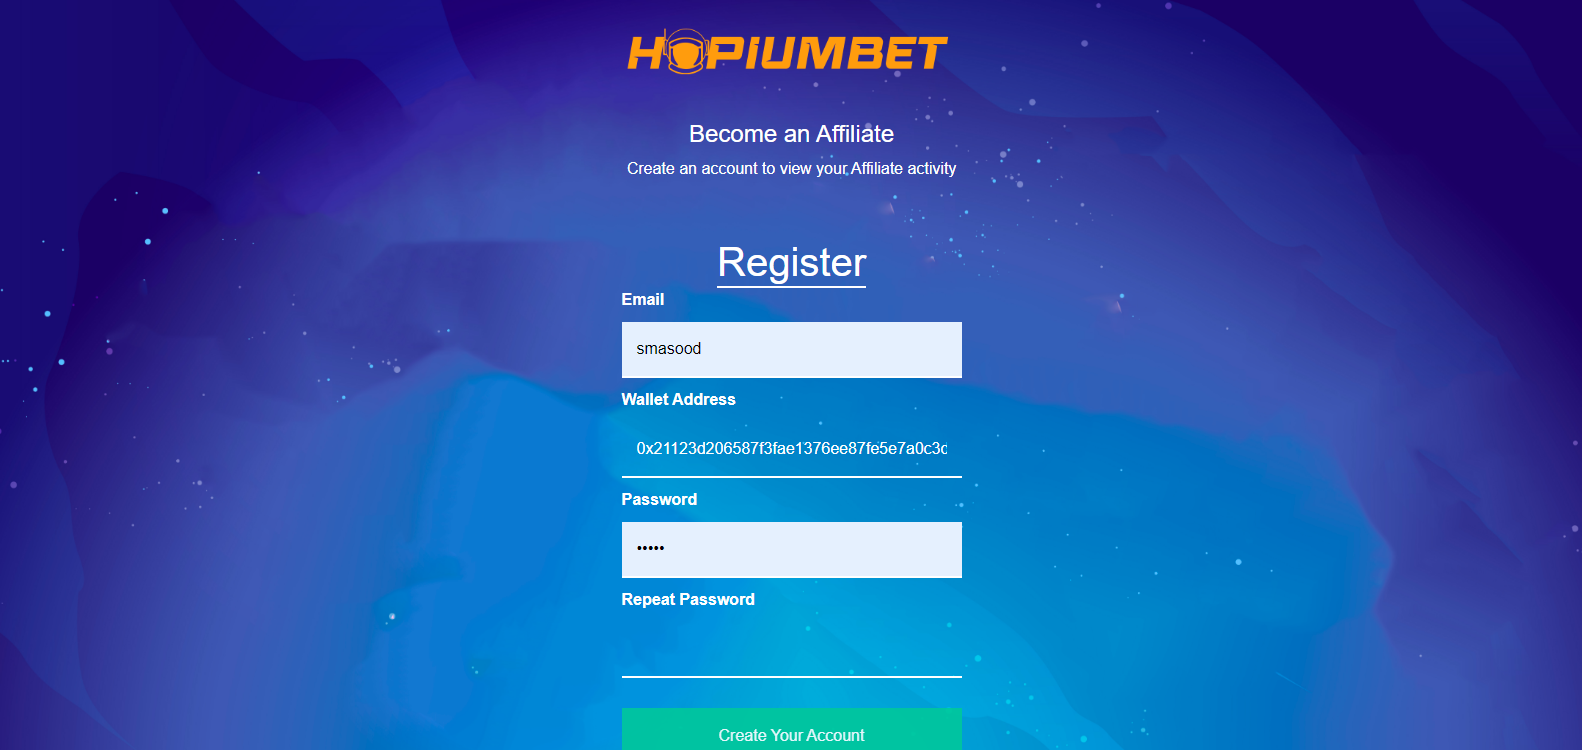 HOPIUMBET
Become an Affiliate
Create an account to view your Affiliate activity
Register
Email
smasood
Wallet Address
0x21123d206587f3fae1376ee87fe5e7a0c3d
Password
•••••
Repeat Password
Create Your Account